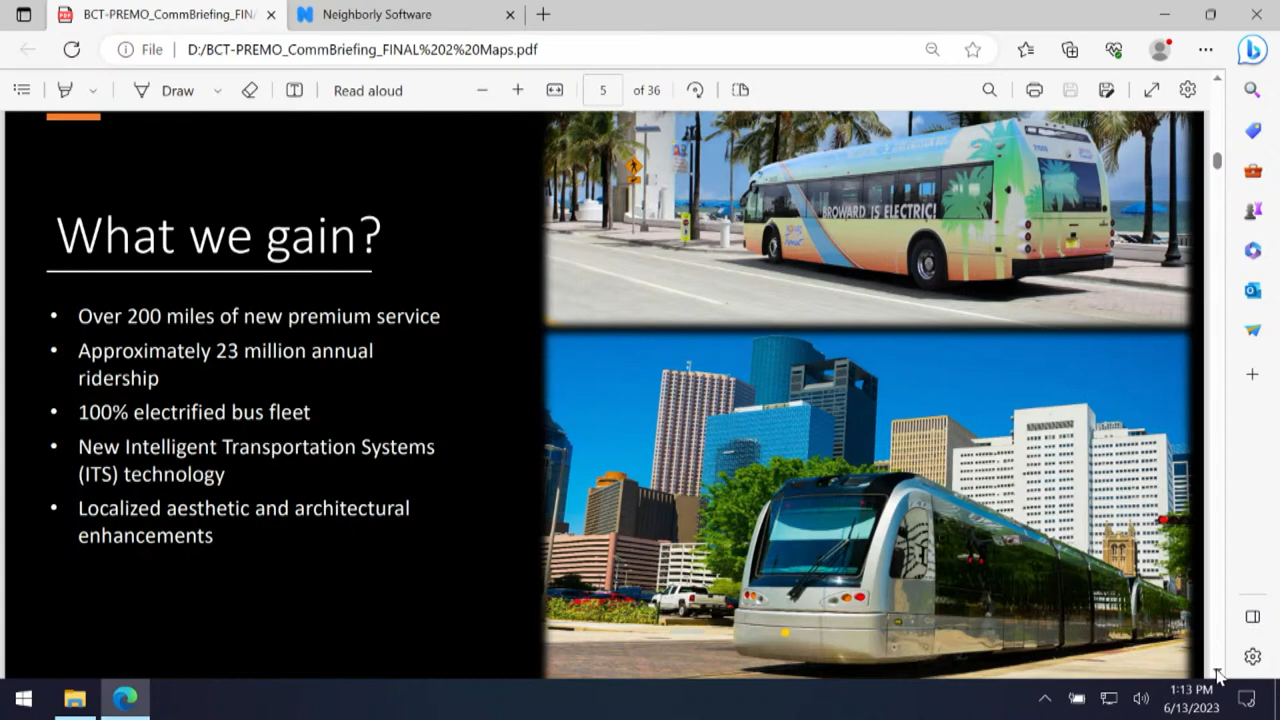 BCT-PREMO_CommBriefing_FIN
Neighborly Software
File
D:/BCT-PREMO_CommBriefing_FINAL%202%20Maps.pdf
Draw
Read aloud
5
of 36
What we gain?
• Over 200 miles of new premium service
• Approximately 23 million annual
ridership
• 100% electrified bus fleet
• New Intelligent Transportation Systems
(ITS) technology
• Localized aesthetic and architectural
enhancements
BROWARD IS ELECTRIC!
1:13 PM
6/13/2023